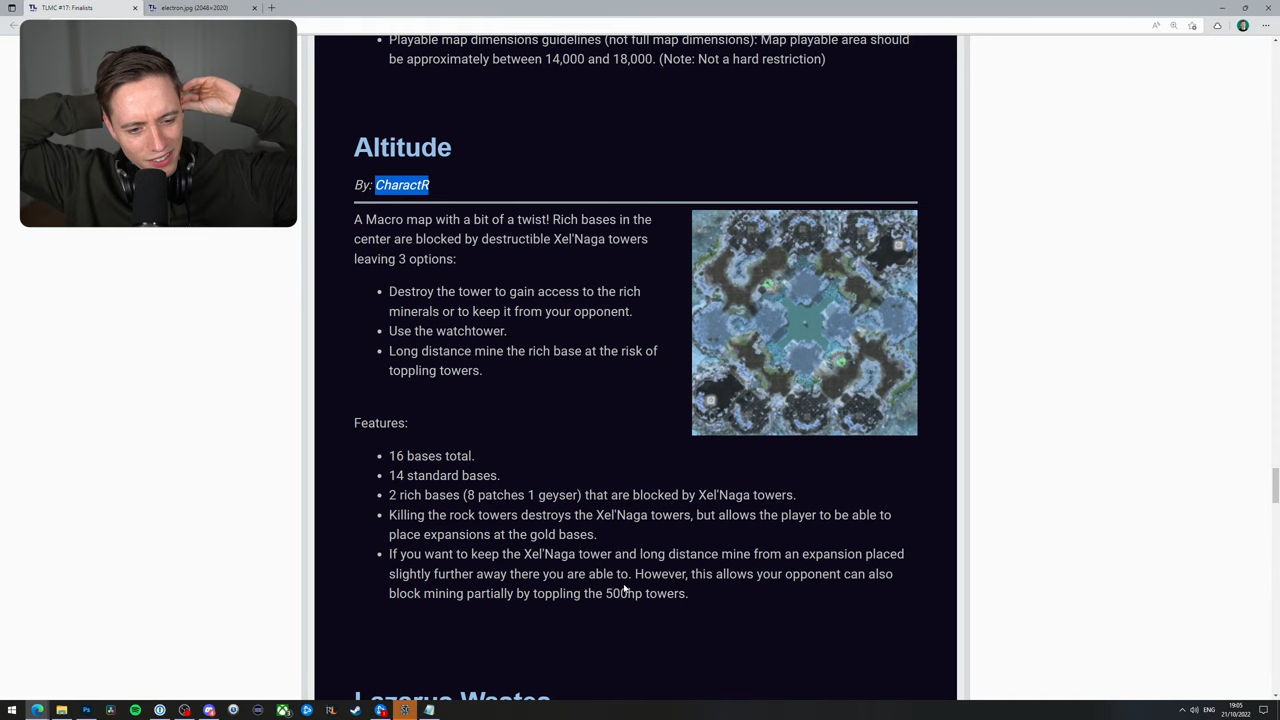 TLMC #17: Finalists
electron.jpg (2048×2020)
Playable map dimensions guidelines (not full map dimensions): Map playable area should
be approximately between 14,000 and 18,000. (Note: Not a hard restriction)
Altitude
By: CharactR
A Macro map with a bit of a twist! Rich bases in the
center are blocked by destructible Xel'Naga towers
leaving 3 options:
Destroy the tower to gain access to the rich
minerals or to keep it from your opponent.
Use the watchtower.
Long distance mine the rich base at the risk of
toppling towers.
Features:
16 bases total.
14 standard bases.
2 rich bases (8 patches 1 geyser) that are blocked by Xel'Naga towers.
Killing the rock towers destroys the Xel'Naga towers, but allows the player to be able to
place expansions at the gold bases.
If you want to keep the Xel'Naga tower and long distance mine from an expansion placed
slightly further away there you are able to. However, this allows your opponent can also
block mining partially by toppling the 500hp towers.
Lazarus Wastes
ENG
19:05
21/10/2022